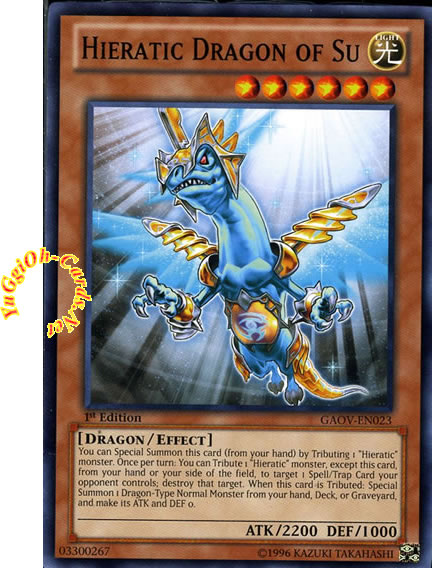 HIERATIC DRAGON OF SU
LIGHT
光
YuGgiOh-Cards.Net
1st Edition
GAOV-EN023
[DRAGON/EFFECT]
You can Special Summon this card (from your hand) by Tributing 1 "Hieratic"
monster. Once per turn: You can Tribute 1 "Hieratic" monster, except this card,
from your hand or your side of the field, to target 1 Spell/Trap Card your
opponent controls; destroy that target. When this card is Tributed: Special
Summon 1 Dragon-Type Normal Monster from your hand, Deck, or Graveyard,
and make its ATK and DEF 0.
ATK/2200 DEF/1000
03300267
©1996 KAZUKI TAKAHASHI